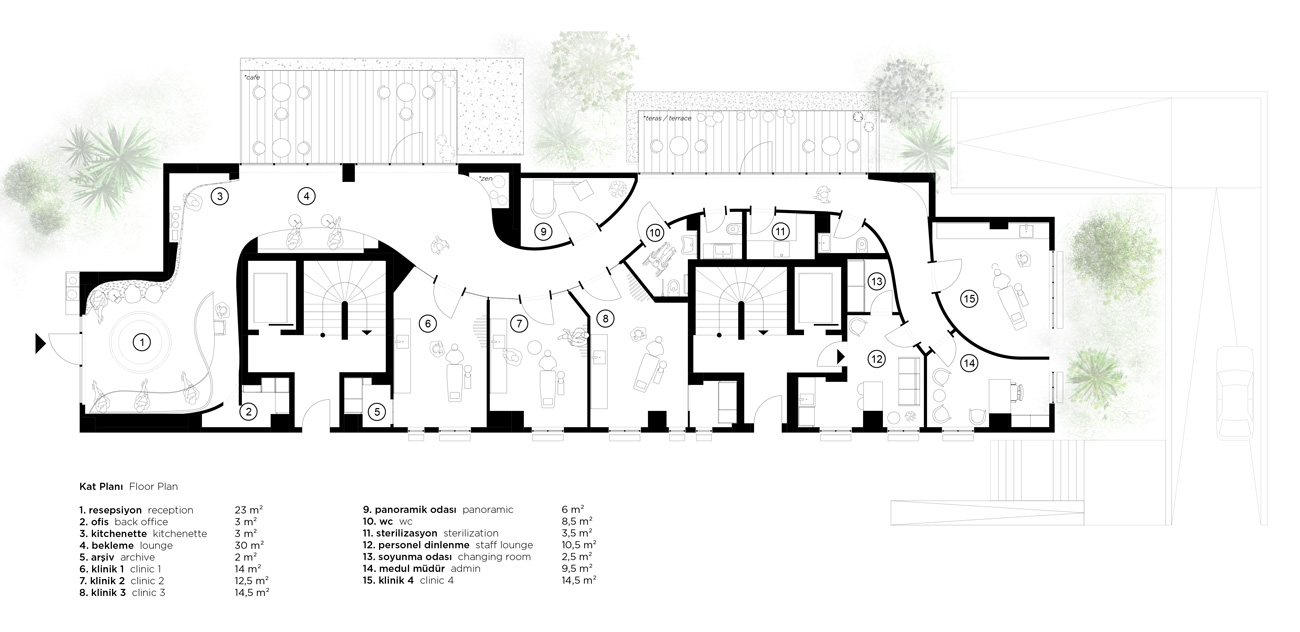 *cafe
*teras / terrace
*zen
3
4
9
10
11
13
15
1
6
7
8
12
14
2
5
Kat Planı Floor Plan
1. resepsiyon reception 23 m²
2. ofis back office 3 m²
3. kitchenette kitchenette 3 m²
4. bekleme lounge 30 m²
5. arşiv archive 2 m²
6. klinik 1 clinic 1 14 m²
7. klinik 2 clinic 2 12,5 m²
8. klinik 3 clinic 3 14,5 m²
9. panoramik odası panoramic 6 m²
10. wc wc 8,5 m²
11. sterilizasyon sterilization 3,5 m²
12. personel dinlenme staff lounge 10,5 m²
13. soyunma odası changing room 2,5 m²
14. medul müdür admin 9,5 m²
15. klinik 4 clinic 4 14,5 m²